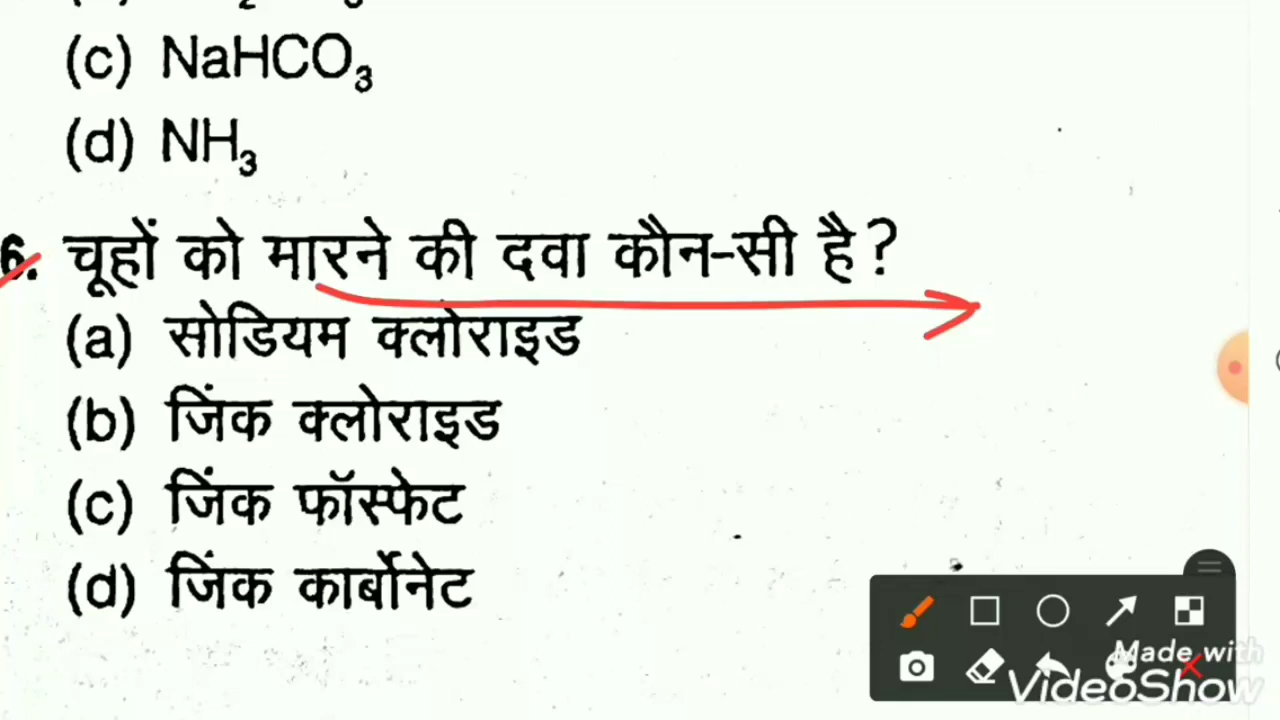 (c) NaHCO₃
(d) NH₃
6. चूहों को मारने की दवा कौन-सी है?
(a) सोडियम क्लोराइड
(b) जिंक क्लोराइड
(c) जिंक फॉस्फेट
(d) जिंक कार्बोनेट
Made with
VideoShow